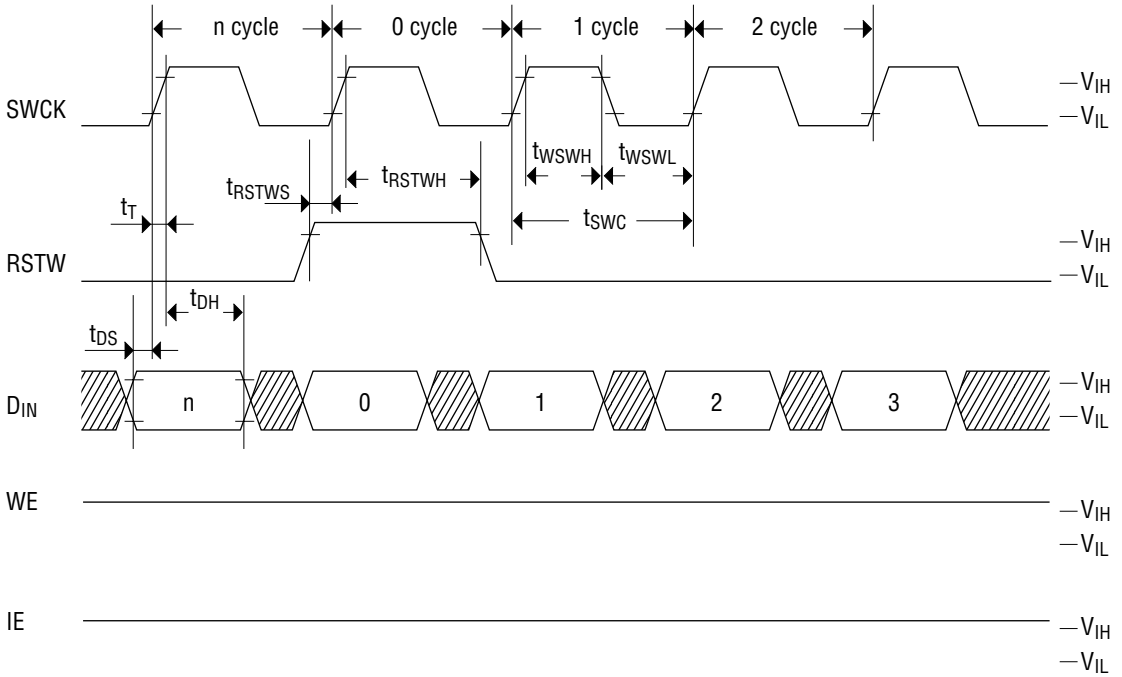 n cycle 0 cycle 1 cycle 2 cycle
SWCK
VIH
VIL
tWSWH tWSWL
tRSTWS tRSTWH
tT
tSWC
RSTW
VIH
VIL
tDH
tDS
DIN
n 0 1 2 3
VIH
VIL
WE
VIH
VIL
IE
VIH
VIL